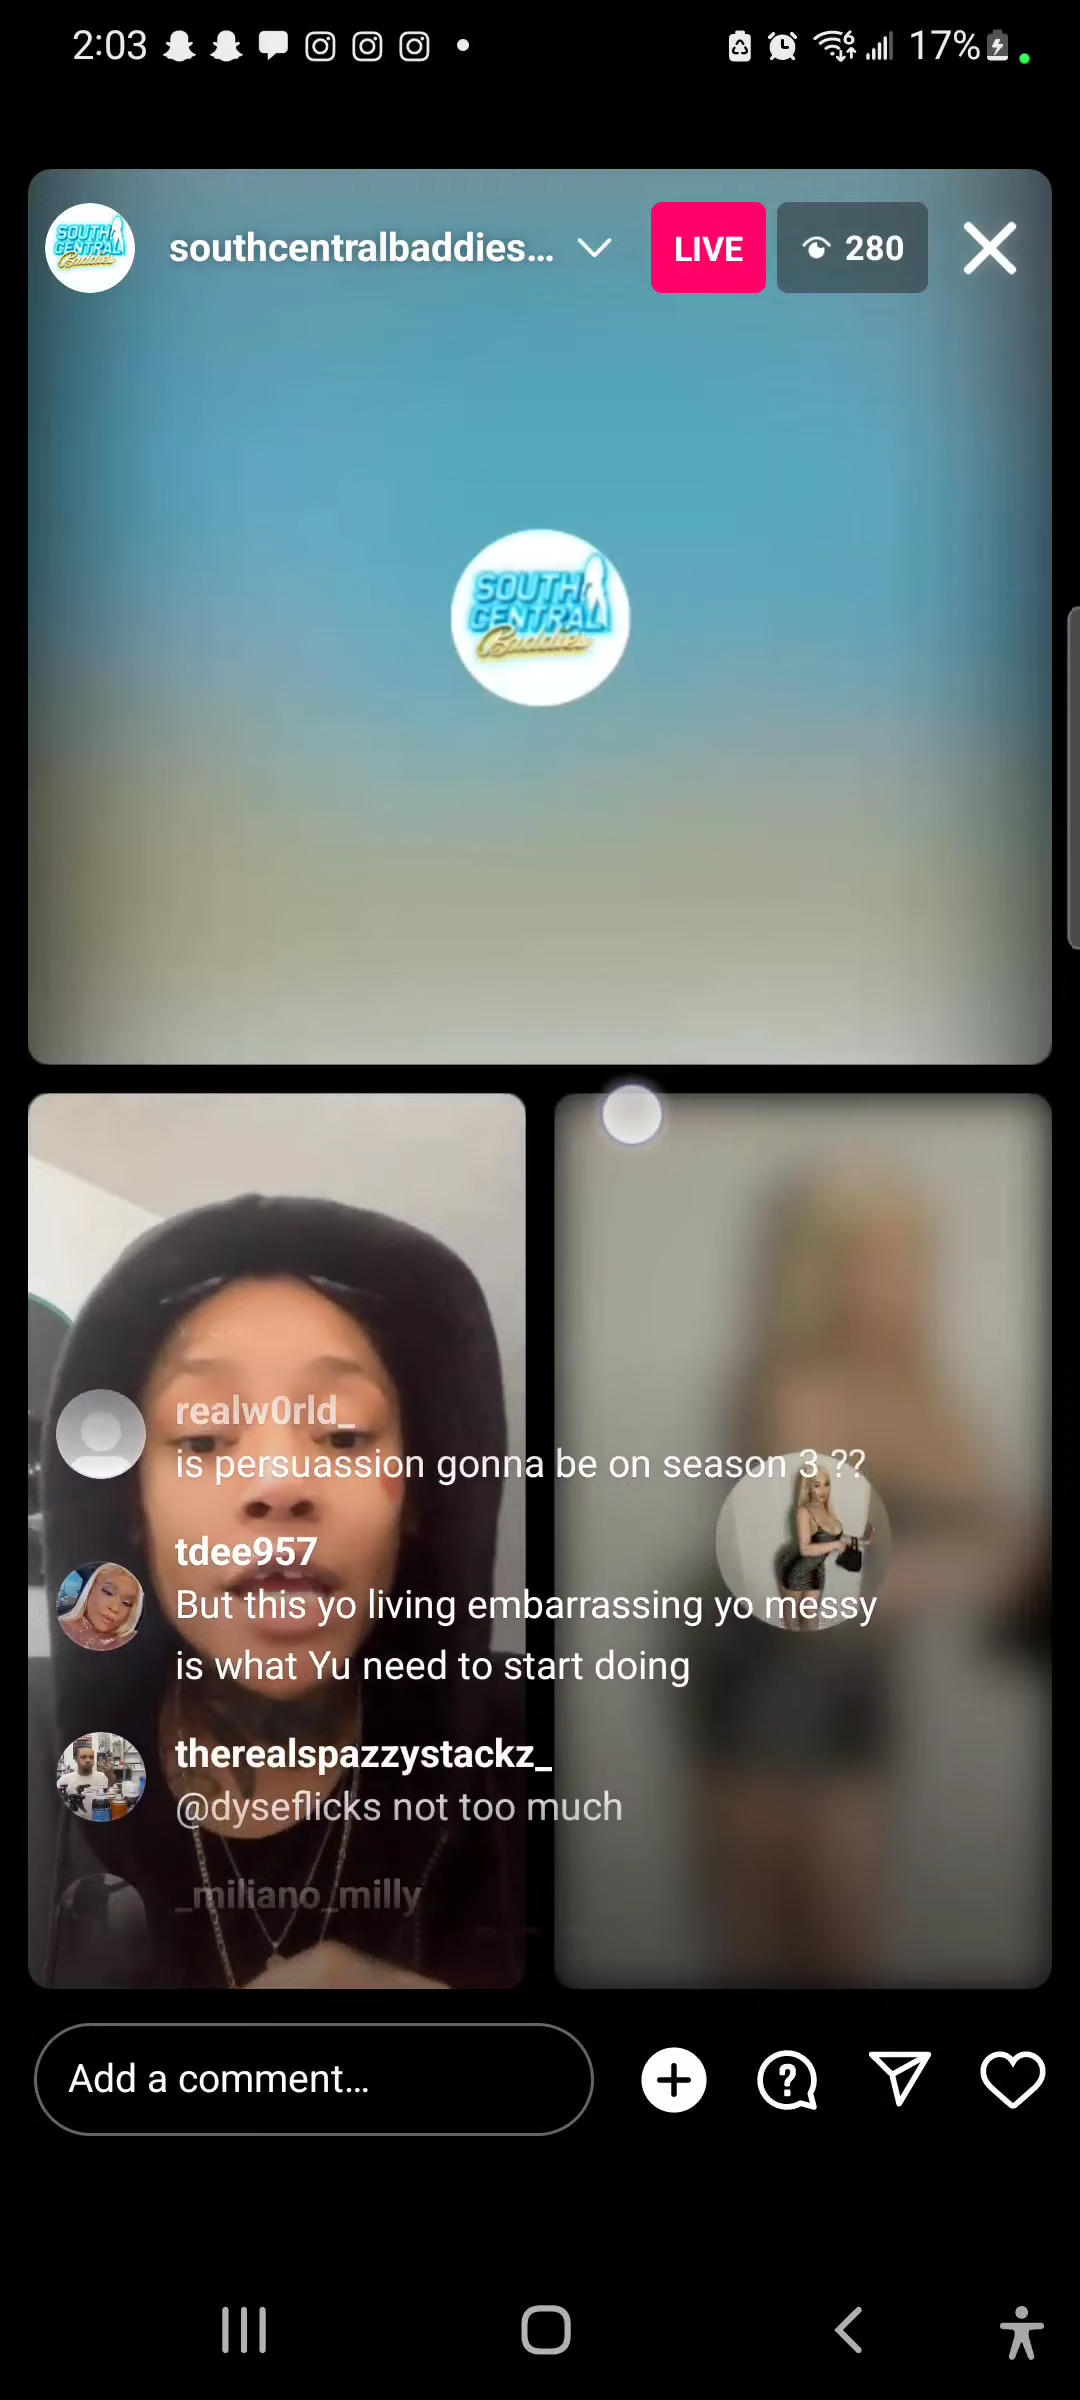 2:03
17%
SOUTH
CENTRAL
Baddies
southcentralbaddies...
LIVE
280
SOUTH
CENTRAL
Baddies
realw0rld_
is persuassion gonna be on season 3 ??
tdee957
But this yo living embarrassing yo messy
is what Yu need to start doing
therealspazzystackz_
@dyseflicks not too much
_miliano_milly
Add a comment...